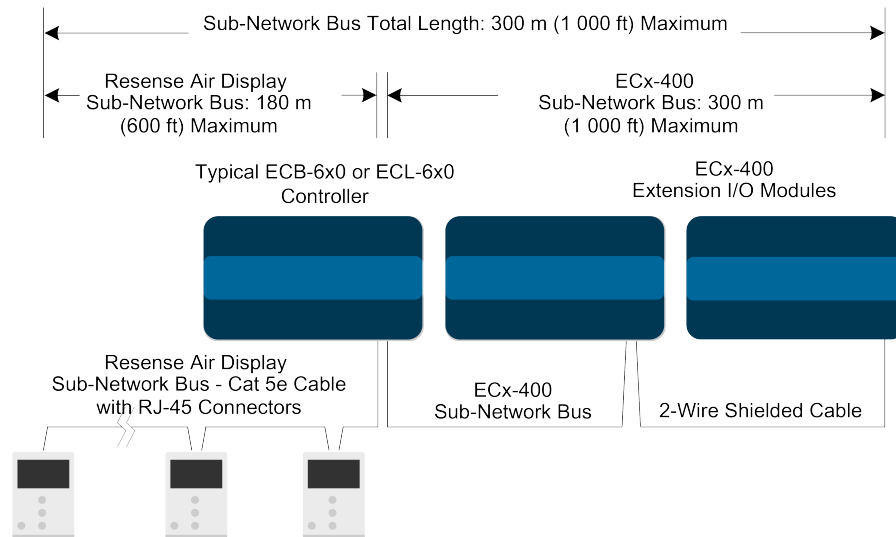 Sub-Network Bus Total Length: 300 m (1 000 ft) Maximum
Resense Air Display
Sub-Network Bus: 180 m
(600 ft) Maximum
ECx-400
Sub-Network Bus: 300 m
(1 000 ft) Maximum
Typical ECB-6x0 or ECL-6x0
Controller
ECx-400
Extension I/O Modules
Resense Air Display
Sub-Network Bus - Cat 5e Cable
with RJ-45 Connectors
ECx-400
Sub-Network Bus
2-Wire Shielded Cable